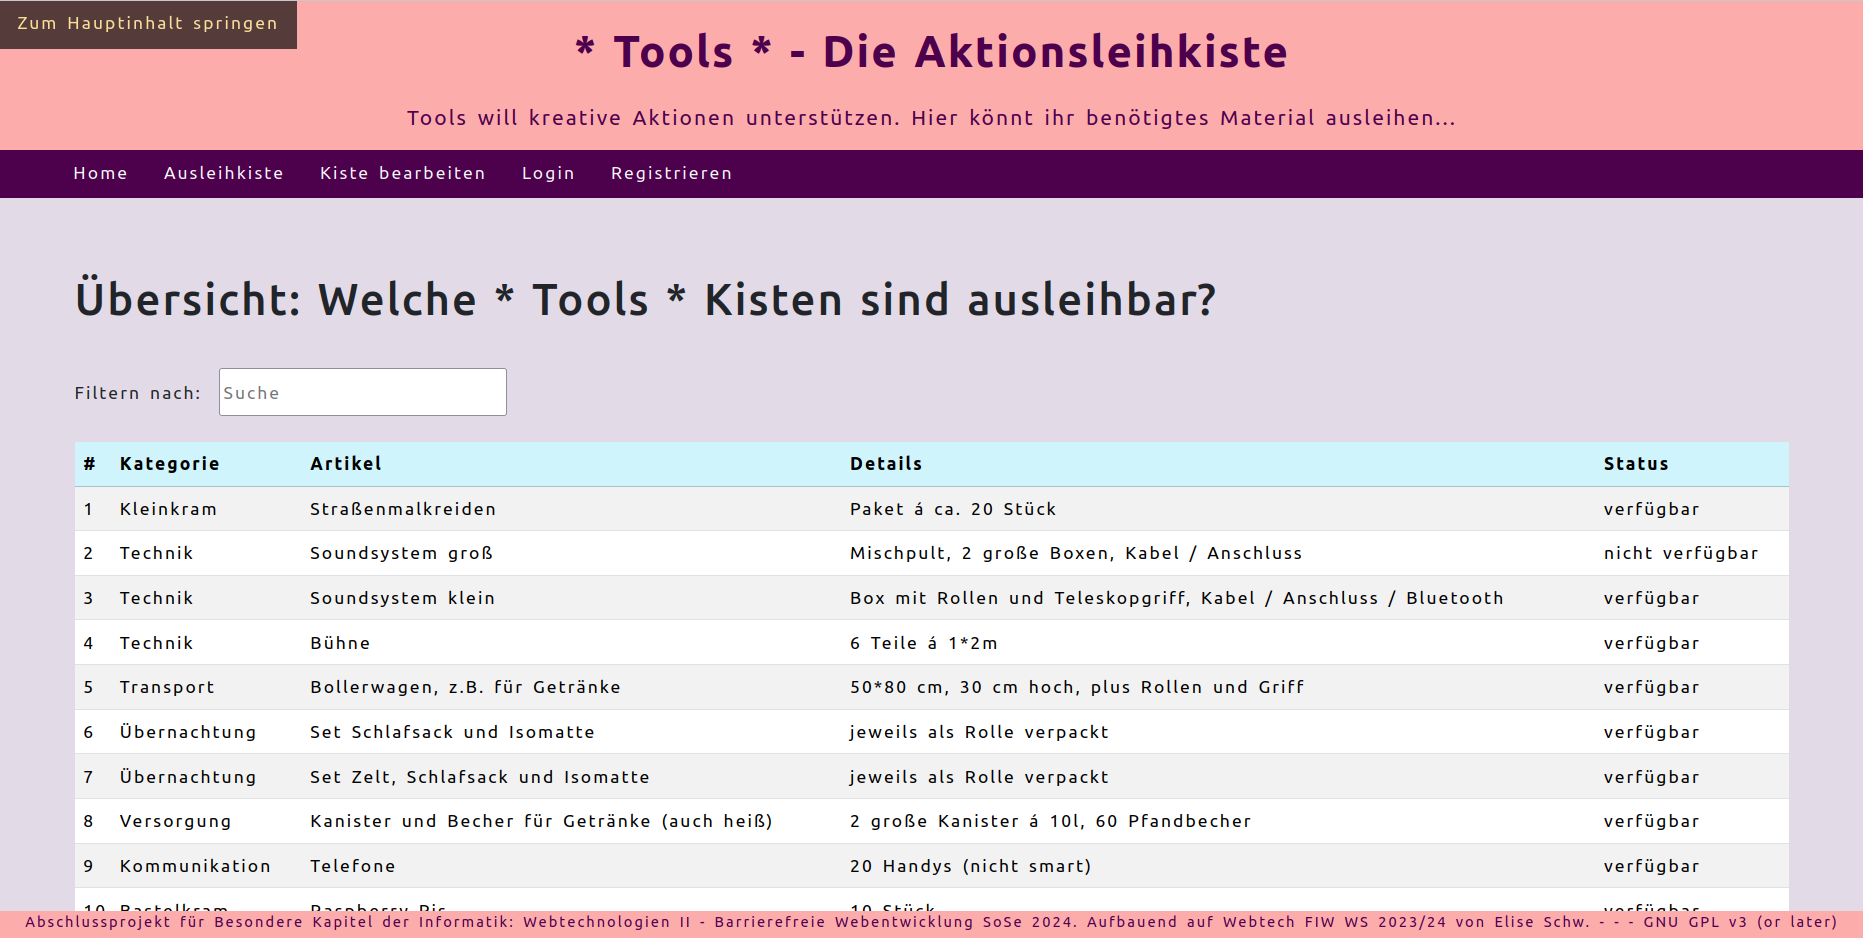 Zum Hauptinhalt springen
* Tools * - Die Aktionsleihkiste
Tools will kreative Aktionen unterstützen. Hier könnt ihr benötigtes Material ausleihen...
Home Ausleihkiste Kiste bearbeiten Login Registrieren
Übersicht: Welche * Tools * Kisten sind ausleihbar?
Filtern nach: Suche
# Kategorie Artikel Details Status
1 Kleinkram Straßenmalkreiden Paket á ca. 20 Stück verfügbar
2 Technik Soundsystem groß Mischpult, 2 große Boxen, Kabel / Anschluss nicht verfügbar
3 Technik Soundsystem klein Box mit Rollen und Teleskopgriff, Kabel / Anschluss / Bluetooth verfügbar
4 Technik Bühne 6 Teile á 1*2m verfügbar
5 Transport Bollerwagen, z.B. für Getränke 50*80 cm, 30 cm hoch, plus Rollen und Griff verfügbar
6 Übernachtung Set Schlafsack und Isomatte jeweils als Rolle verpackt verfügbar
7 Übernachtung Set Zelt, Schlafsack und Isomatte jeweils als Rolle verpackt verfügbar
8 Versorgung Kanister und Becher für Getränke (auch heiß) 2 große Kanister á 10l, 60 Pfandbecher verfügbar
9 Kommunikation Telefone 20 Handys (nicht smart) verfügbar
10 Bastelkram Raspberry Pis 10 Stück verfügbar
Abschlussprojekt für Besondere Kapitel der Informatik: Webtechnologien II - Barrierefreie Webentwicklung SoSe 2024. Aufbauend auf Webtech FIW WS 2023/24 von Elise Schw. - - - GNU GPL v3 (or later)